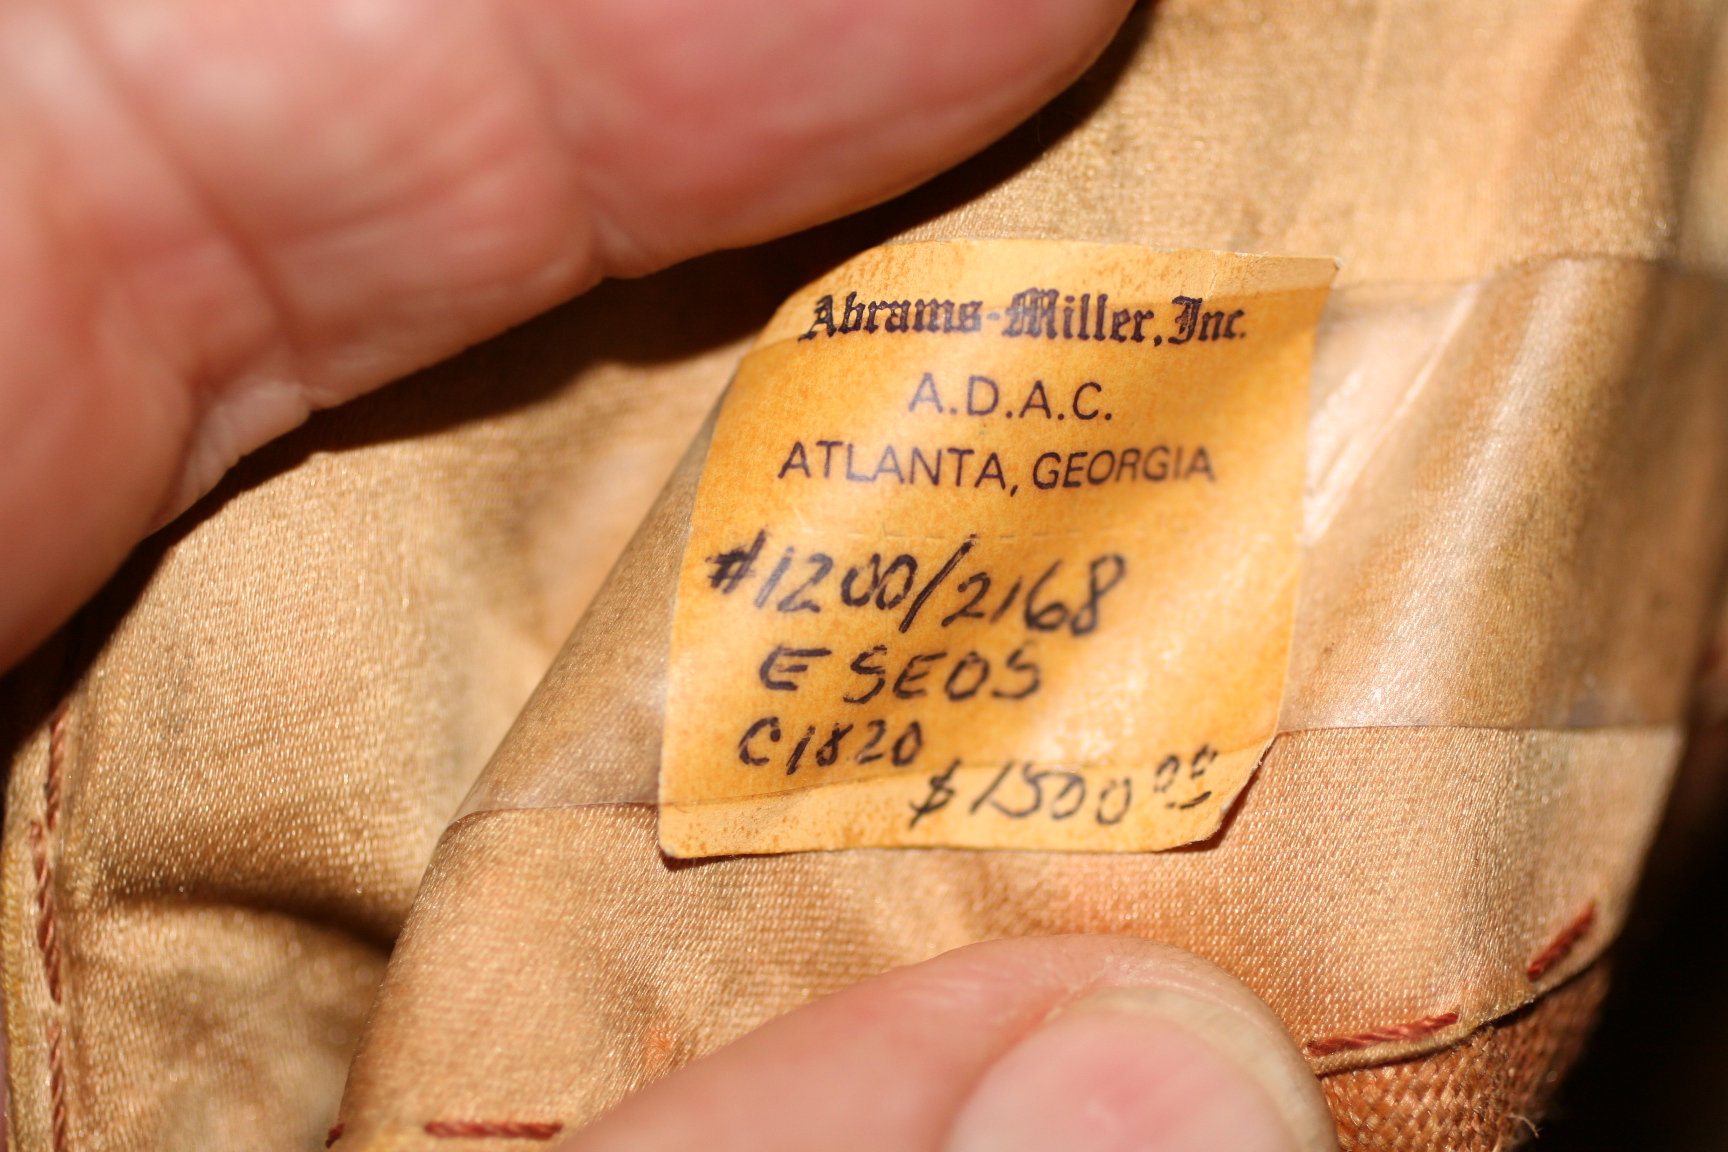 Abrams-Miller, Inc.
A.D.A.C.
ATLANTA, GEORGIA
#1200/2168
E SEOS
C1820
$1500.00